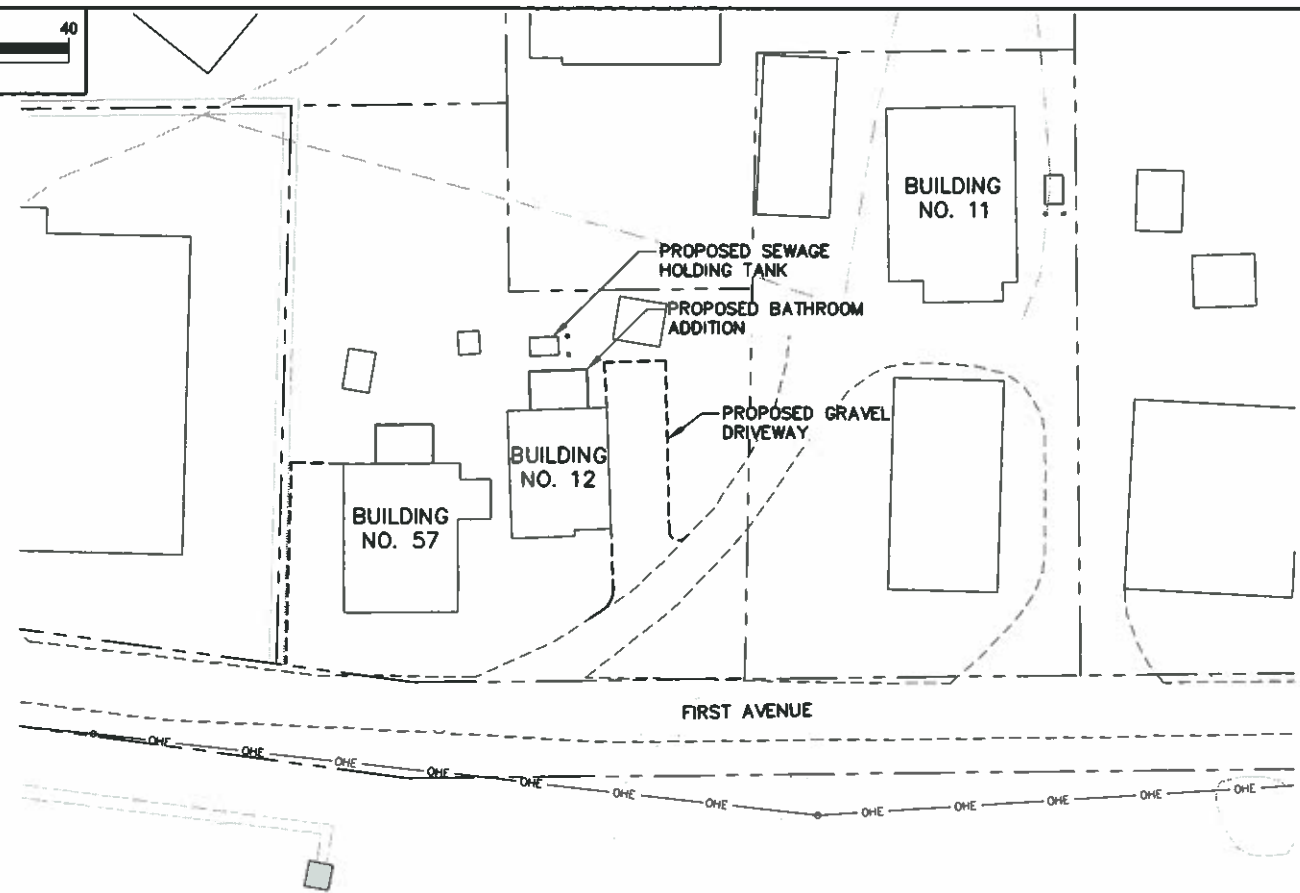 40
BUILDING
NO. 11
PROPOSED SEWAGE
HOLDING TANK
PROPOSED BATHROOM
ADDITION
PROPOSED GRAVEL
DRIVEWAY
BUILDING
NO. 12
BUILDING
NO. 57
FIRST AVENUE
OHE
OHE
OHE
OHE
OHE
OHE
OHE
OHE
OHE
OHE
OHE
OHE